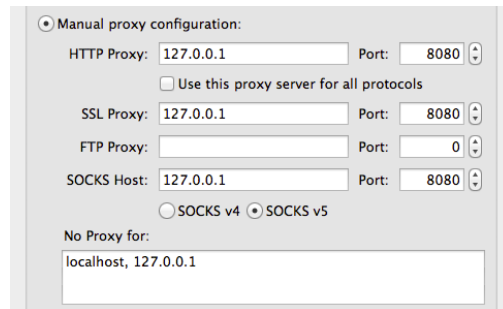 Manual proxy configuration:
HTTP Proxy: 127.0.0.1 Port: 8080
Use this proxy server for all protocols
SSL Proxy: 127.0.0.1 Port: 8080
FTP Proxy: Port: 0
SOCKS Host: 127.0.0.1 Port: 8080
SOCKS v4 SOCKS v5
No Proxy for:
localhost, 127.0.0.1